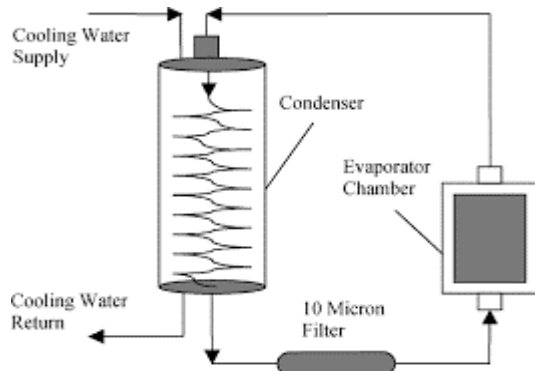 Cooling Water
Supply
Condenser
Evaporator
Chamber
Cooling Water
Return
10 Micron
Filter